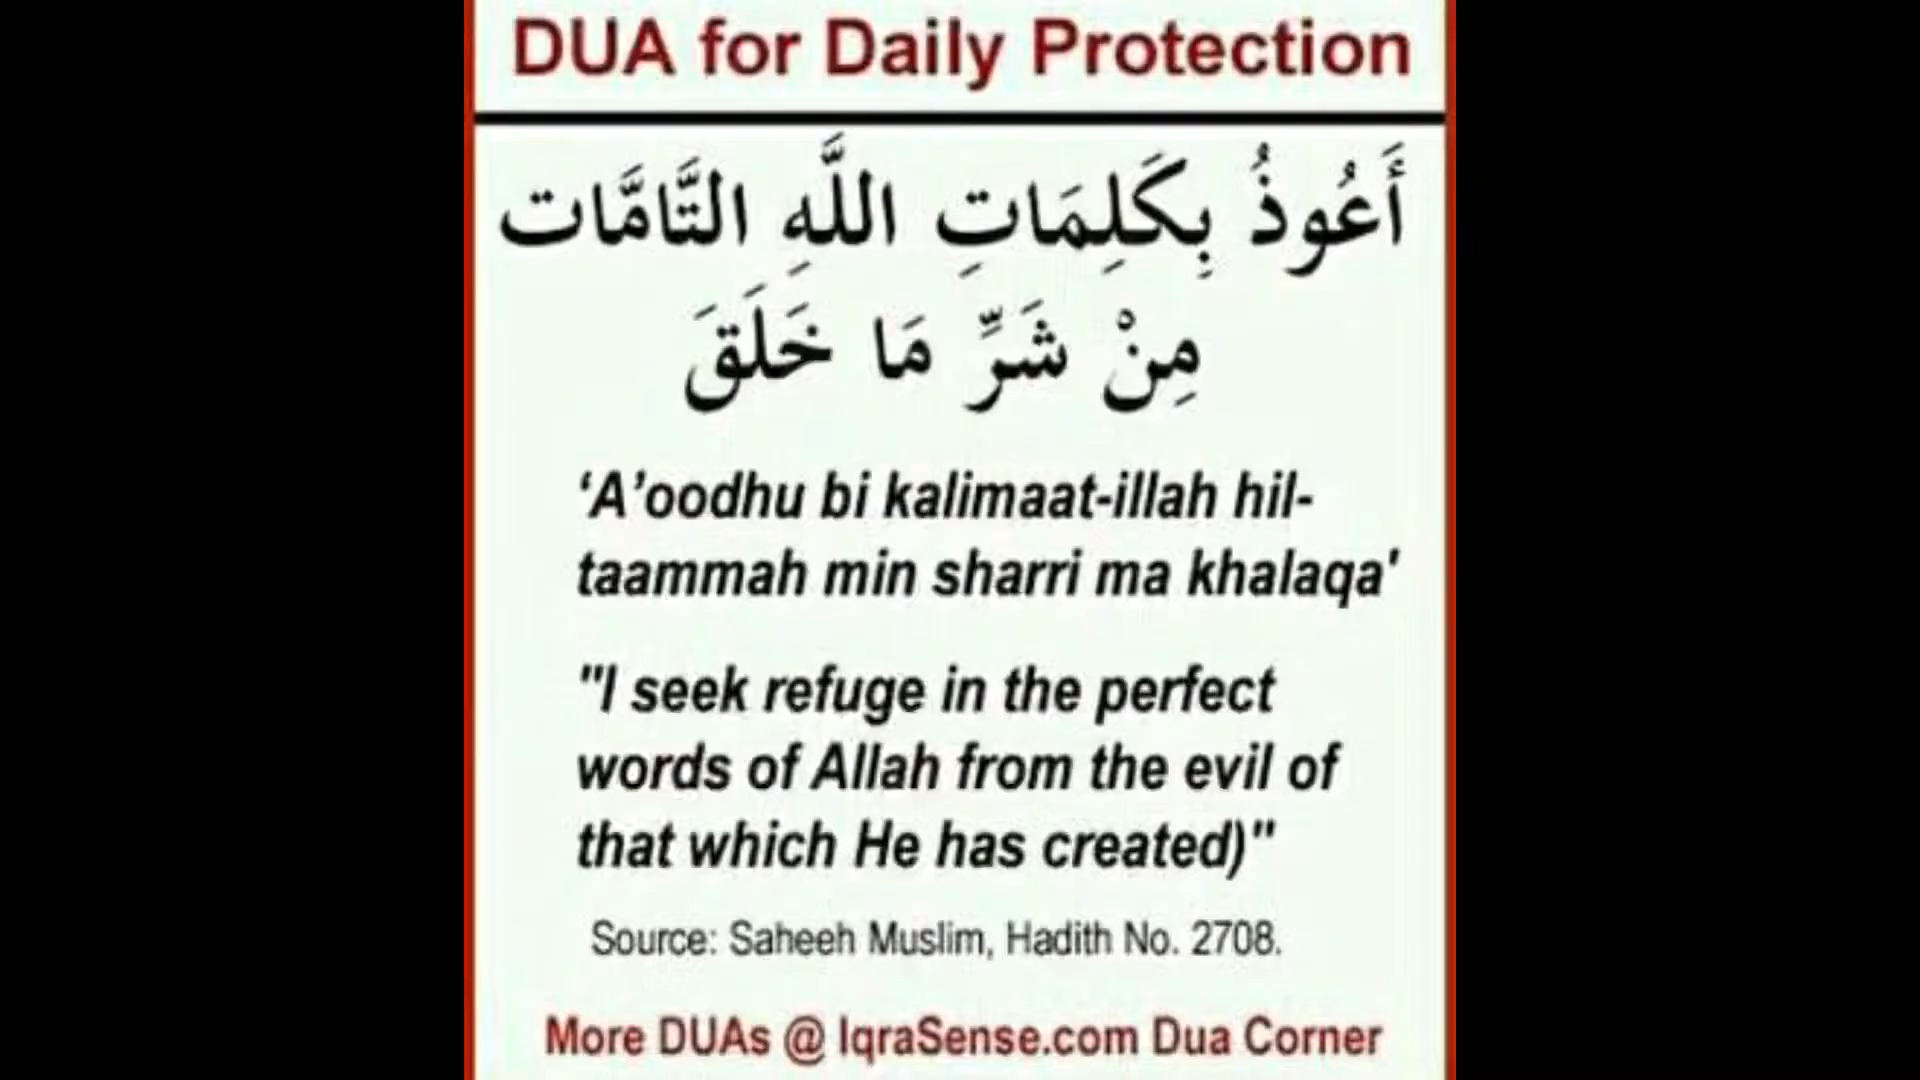 DUA for Daily Protection
أَعُوذُ بِكَلِمَاتِ اللَّهِ التَّامَّات
مِنْ شَرِّ مَا خَلَقَ
‘A’oodhu bi kalimaat-illah hil-
taammah min sharri ma khalaqa'
"I seek refuge in the perfect
words of Allah from the evil of
that which He has created)"
Source: Saheeh Muslim, Hadith No. 2708.
More DUAs @ IqraSense.com Dua Corner